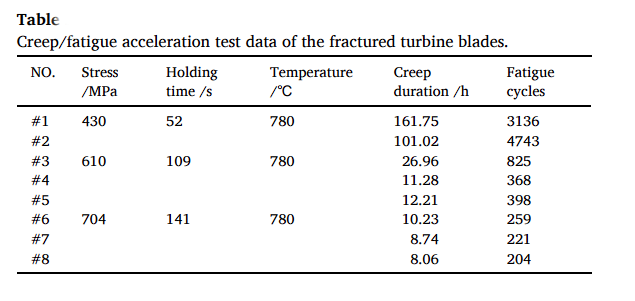 Table
Creep/fatigue acceleration test data of the fractured turbine blades.
NO. Stress /MPa Holding time /s Temperature /℃ Creep duration /h Fatigue cycles
#1 430 52 780 161.75 3136
#2 101.02 4743
#3 610 109 780 26.96 825
#4 11.28 368
#5 12.21 398
#6 704 141 780 10.23 259
#7 8.74 221
#8 8.06 204